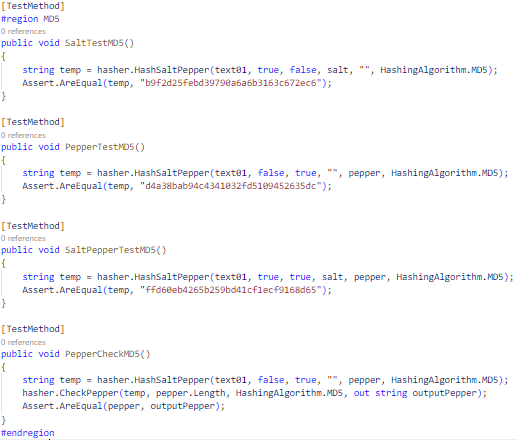 [TestMethod]
#region MD5
0 references
public void SaltTestMD5()
{
string temp = hasher.HashSaltPepper(text01, true, false, salt, "", HashingAlgorithm.MD5);
Assert.AreEqual(temp, "b9f2d25febd39790a6a6b3163c672ec6");
}
[TestMethod]
0 references
public void PepperTestMD5()
{
string temp = hasher.HashSaltPepper(text01, false, true, "", pepper, HashingAlgorithm.MD5);
Assert.AreEqual(temp, "d4a38bab94c4341032fd5109452635dc");
}
[TestMethod]
0 references
public void SaltPepperTestMD5()
{
string temp = hasher.HashSaltPepper(text01, true, true, salt, pepper, HashingAlgorithm.MD5);
Assert.AreEqual(temp, "ffd60eb4265b259bd41cf1ecf9168d65");
}
[TestMethod]
0 references
public void PepperCheckMD5()
{
string temp = hasher.HashSaltPepper(text01, false, true, "", pepper, HashingAlgorithm.MD5);
hasher.CheckPepper(temp, pepper.Length, HashingAlgorithm.MD5, out string outputPepper);
Assert.AreEqual(pepper, outputPepper);
}
#endregion